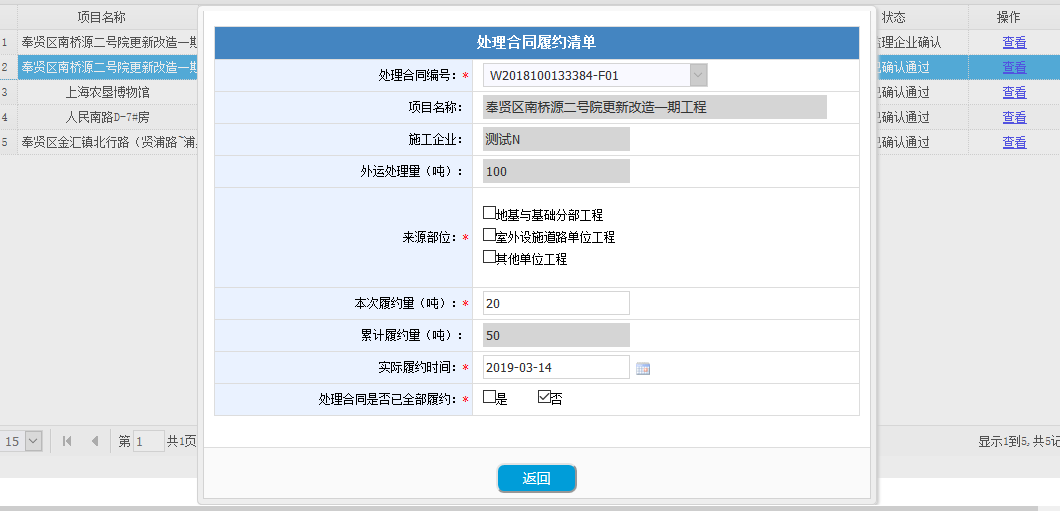 项目名称
状态
操作
处理合同履约清单
1 奉贤区南桥源二号院更新改造一期
监理企业确认 查看
2 奉贤区南桥源二号院更新改造一期
已确认通过 查看
3 上海农垦博物馆
已确认通过 查看
4 人民南路D-7#房
已确认通过 查看
5 奉贤区金汇镇北行路（贤浦路~浦
已确认通过 查看
处理合同编号：* W2018100133384-F01
项目名称： 奉贤区南桥源二号院更新改造一期工程
施工企业： 测试N
外运处理量（吨）： 100
来源部位：*
地基与基础分部工程
室外设施道路单位工程
其他单位工程
本次履约量（吨）：* 20
累计履约量（吨）： 50
实际履约时间：* 2019-03-14
处理合同是否已全部履约：* 是 否
15 第 1 共1页
显示1到5,共5记
返回